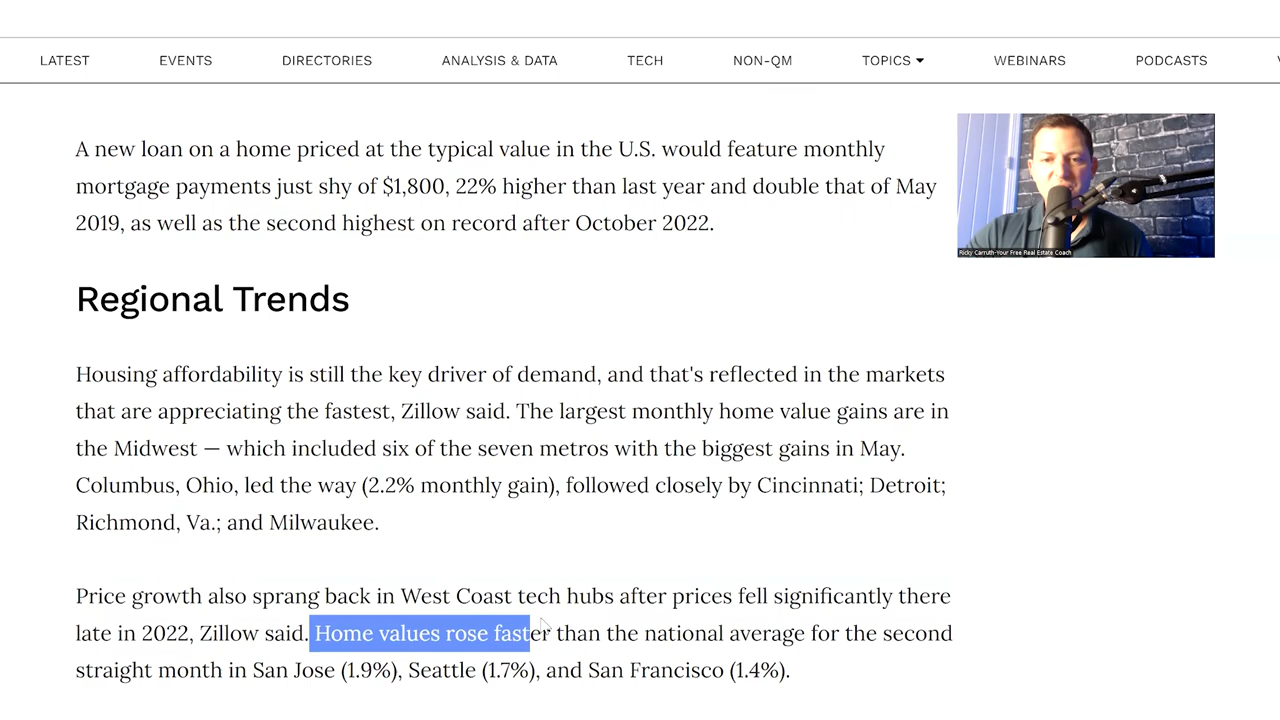 LATEST EVENTS DIRECTORIES ANALYSIS & DATA TECH NON-QM TOPICS WEBINARS PODCASTS
A new loan on a home priced at the typical value in the U.S. would feature monthly
mortgage payments just shy of $1,800, 22% higher than last year and double that of May
2019, as well as the second highest on record after October 2022.
Ricky Carruth-Your Free Real Estate Coach
Regional Trends
Housing affordability is still the key driver of demand, and that's reflected in the markets
that are appreciating the fastest, Zillow said. The largest monthly home value gains are in
the Midwest — which included six of the seven metros with the biggest gains in May.
Columbus, Ohio, led the way (2.2% monthly gain), followed closely by Cincinnati; Detroit;
Richmond, Va.; and Milwaukee.
Price growth also sprang back in West Coast tech hubs after prices fell significantly there
late in 2022, Zillow said. Home values rose faster than the national average for the second
straight month in San Jose (1.9%), Seattle (1.7%), and San Francisco (1.4%).